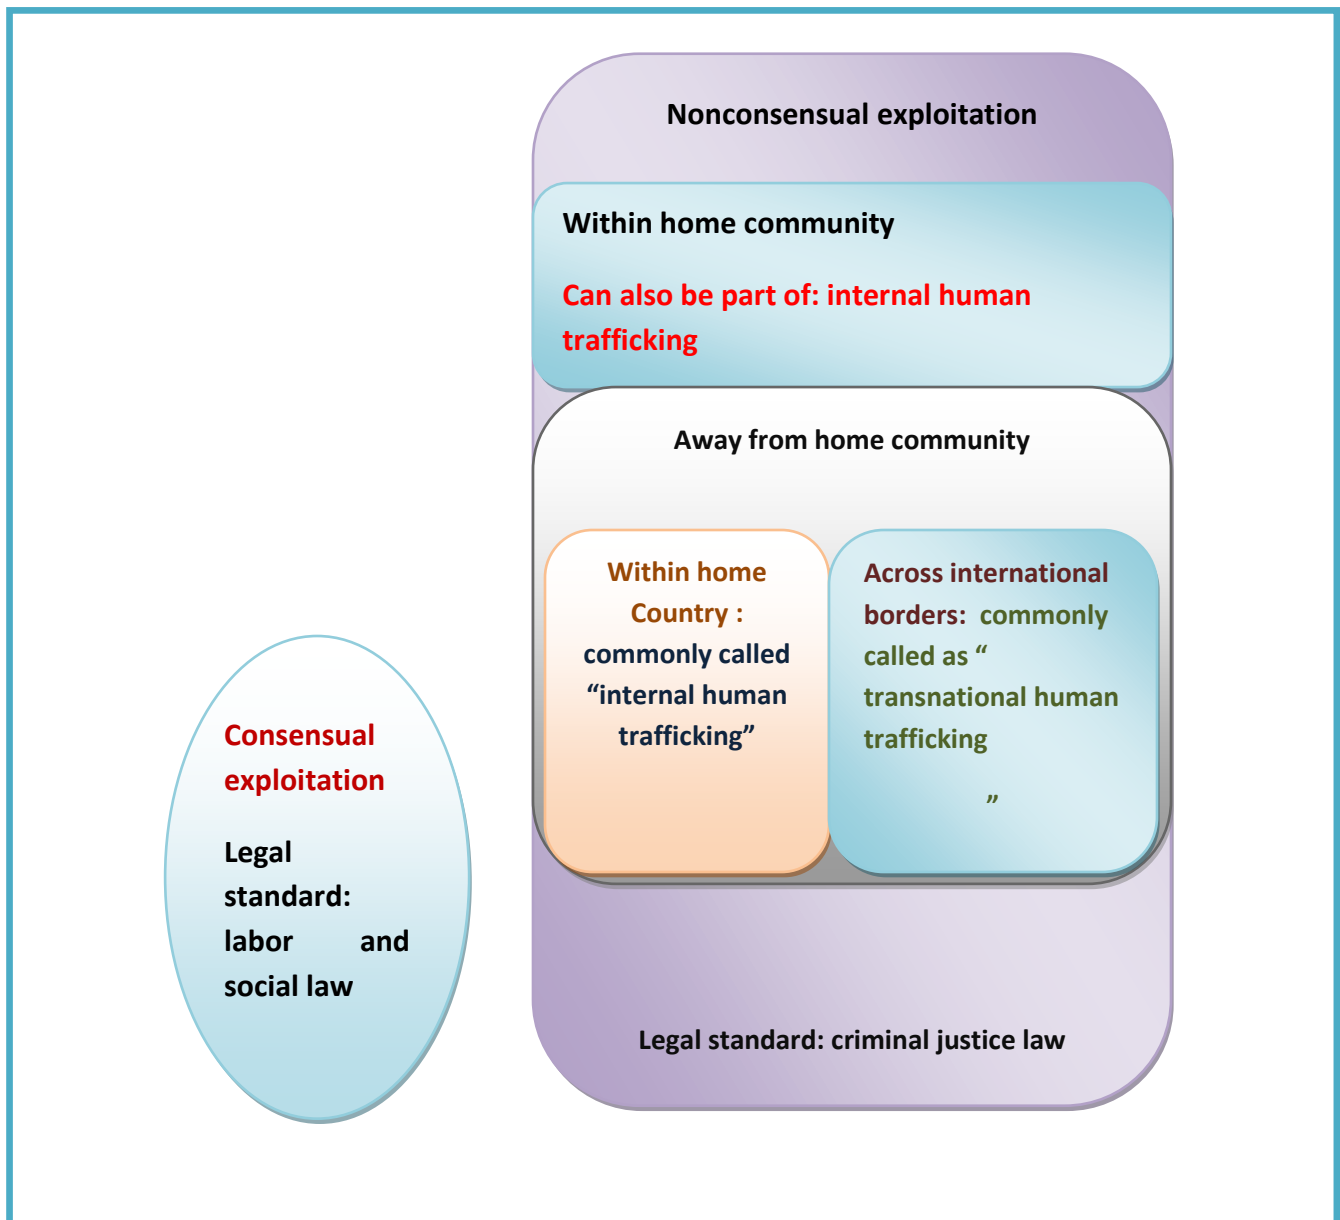 Nonconsensual exploitation
Within home community
Can also be part of: internal human
trafficking
Away from home community
Within home
Country :
commonly called
“internal human
trafficking”
Across international
borders: commonly
called as “
transnational human
trafficking
”
Consensual
exploitation
Legal
standard:
labor and
social law
Legal standard: criminal justice law